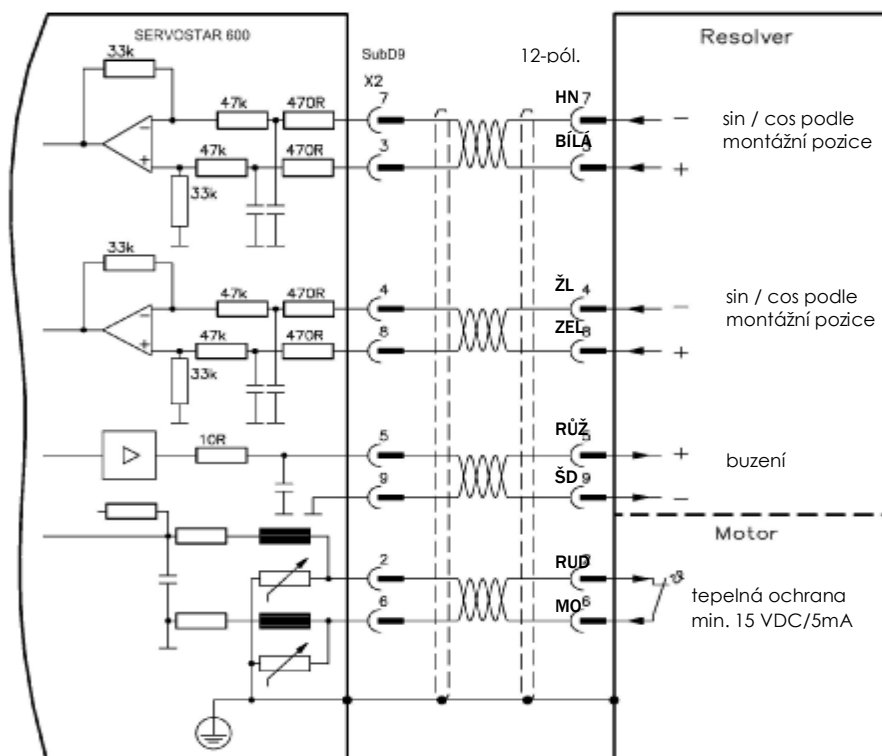 SERVOSTAR 600
SubD9
12-pól.
Resolver
33k
X2
47k
470R
7
HN 7
−
sin / cos podle
montážní pozice
−
+
47k
470R
3
BÍLÁ
+
33k
33k
47k
470R
4
ŽL 4
−
sin / cos podle
montážní pozice
−
+
47k
470R
8
ZEL 8
+
33k
10R
5
RŮŽ 5
+
buzení
9
ŠD 9
−
Motor
2
RUD
tepelná ochrana
min. 15 VDC/5mA
6
MO 6